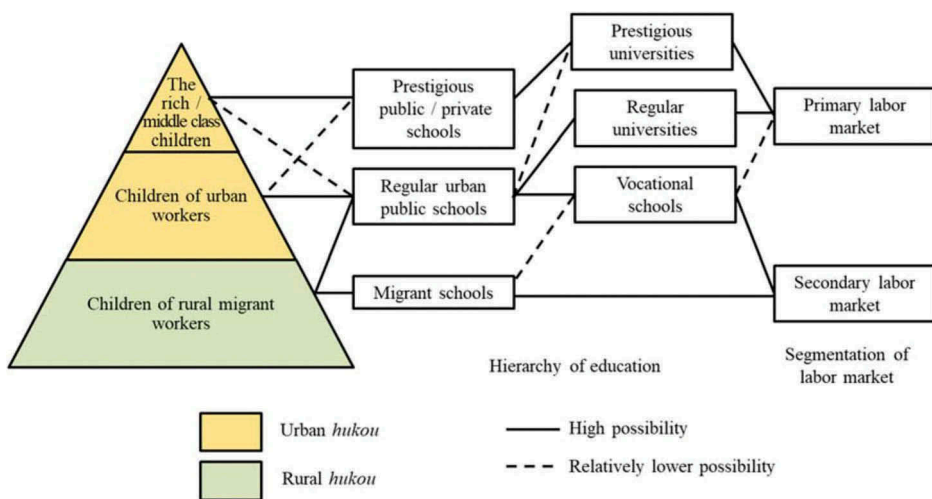 The
rich /
middle class
children
Children of urban
workers
Children of rural migrant
workers
Prestigious
public / private
schools
Regular urban
public schools
Migrant schools
Prestigious
universities
Regular
universities
Vocational
schools
Primary labor
market
Secondary labor
market
Hierarchy of education
Segmentation of
labor market
Urban hukou
Rural hukou
High possibility
Relatively lower possibility